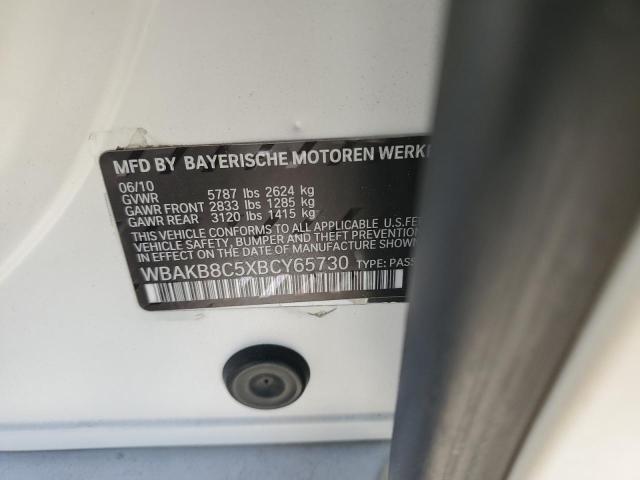 MFD BY BAYERISCHE MOTOREN
06/10
GVWR 5787 lbs 2624 kg
GAWR FRONT 2833 lbs 1285 kg
GAWR REAR 3120 lbs 1415 kg
THIS VEHICLE CONFORMS TO ALL APPLICABLE U.S.
VEHICLE SAFETY, BUMPER AND THEFT PREVENTION
IN EFFECT ON THE DATE OF MANUFACTURE SHOWN
WBAKB8C5XBCY65730 TYPE: PASS